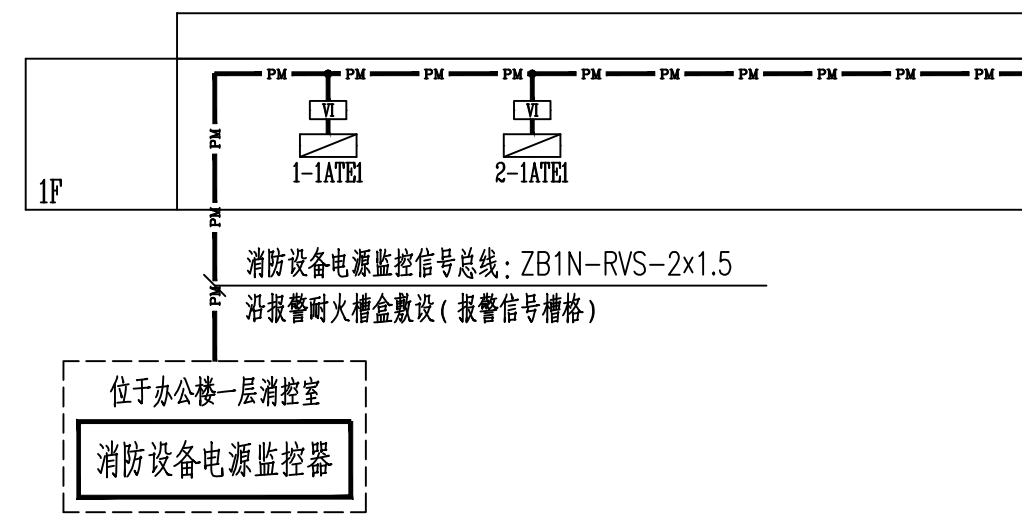 PM PM PM PM PM PM PM PM PM PM
VI VI
PM
1-1ATE1 2-1ATE1
1F
PM
消防设备电源监控信号总线：ZB1N-RVS-2x1.5
PM
沿报警耐火槽盒敷设(报警信号槽格)
位于办公楼一层消控室
消防设备电源监控器